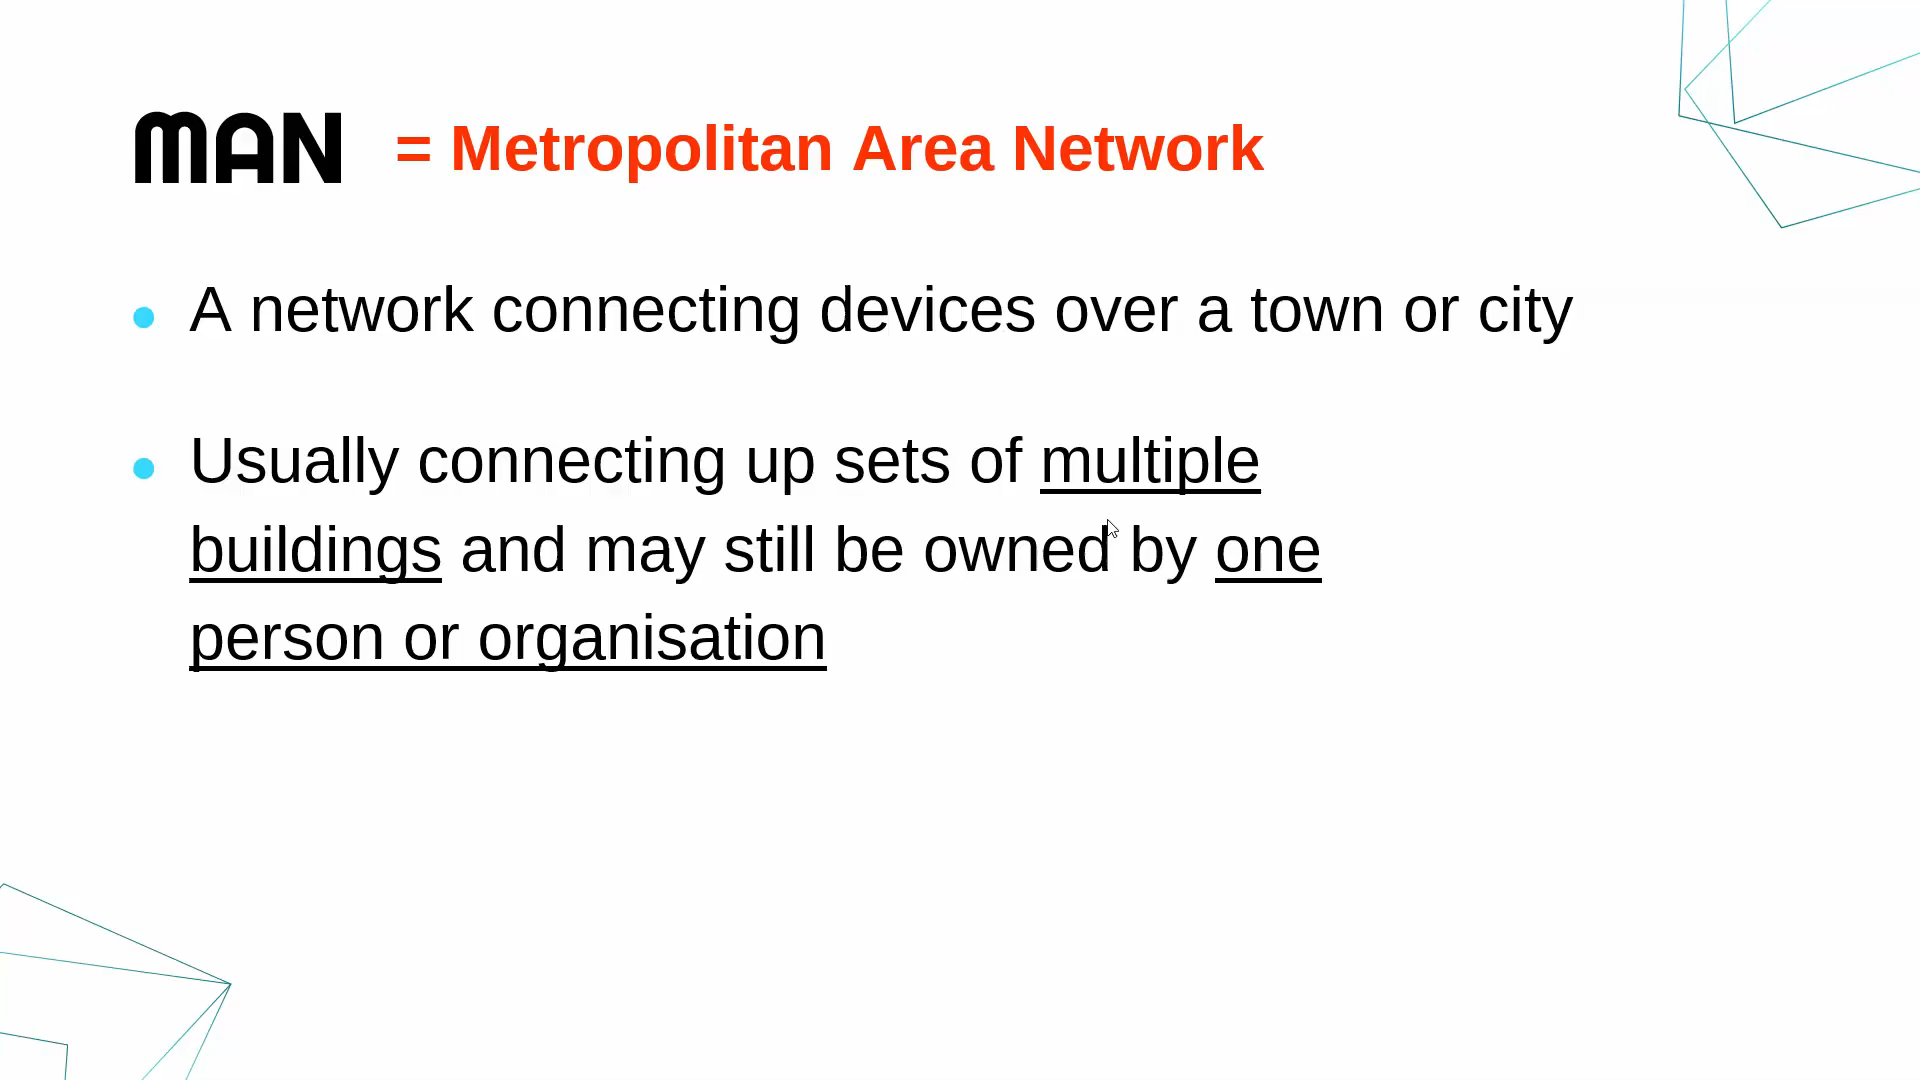 MAN = Metropolitan Area Network
A network connecting devices over a town or city
Usually connecting up sets of multiple
buildings and may still be owned by one
person or organisation